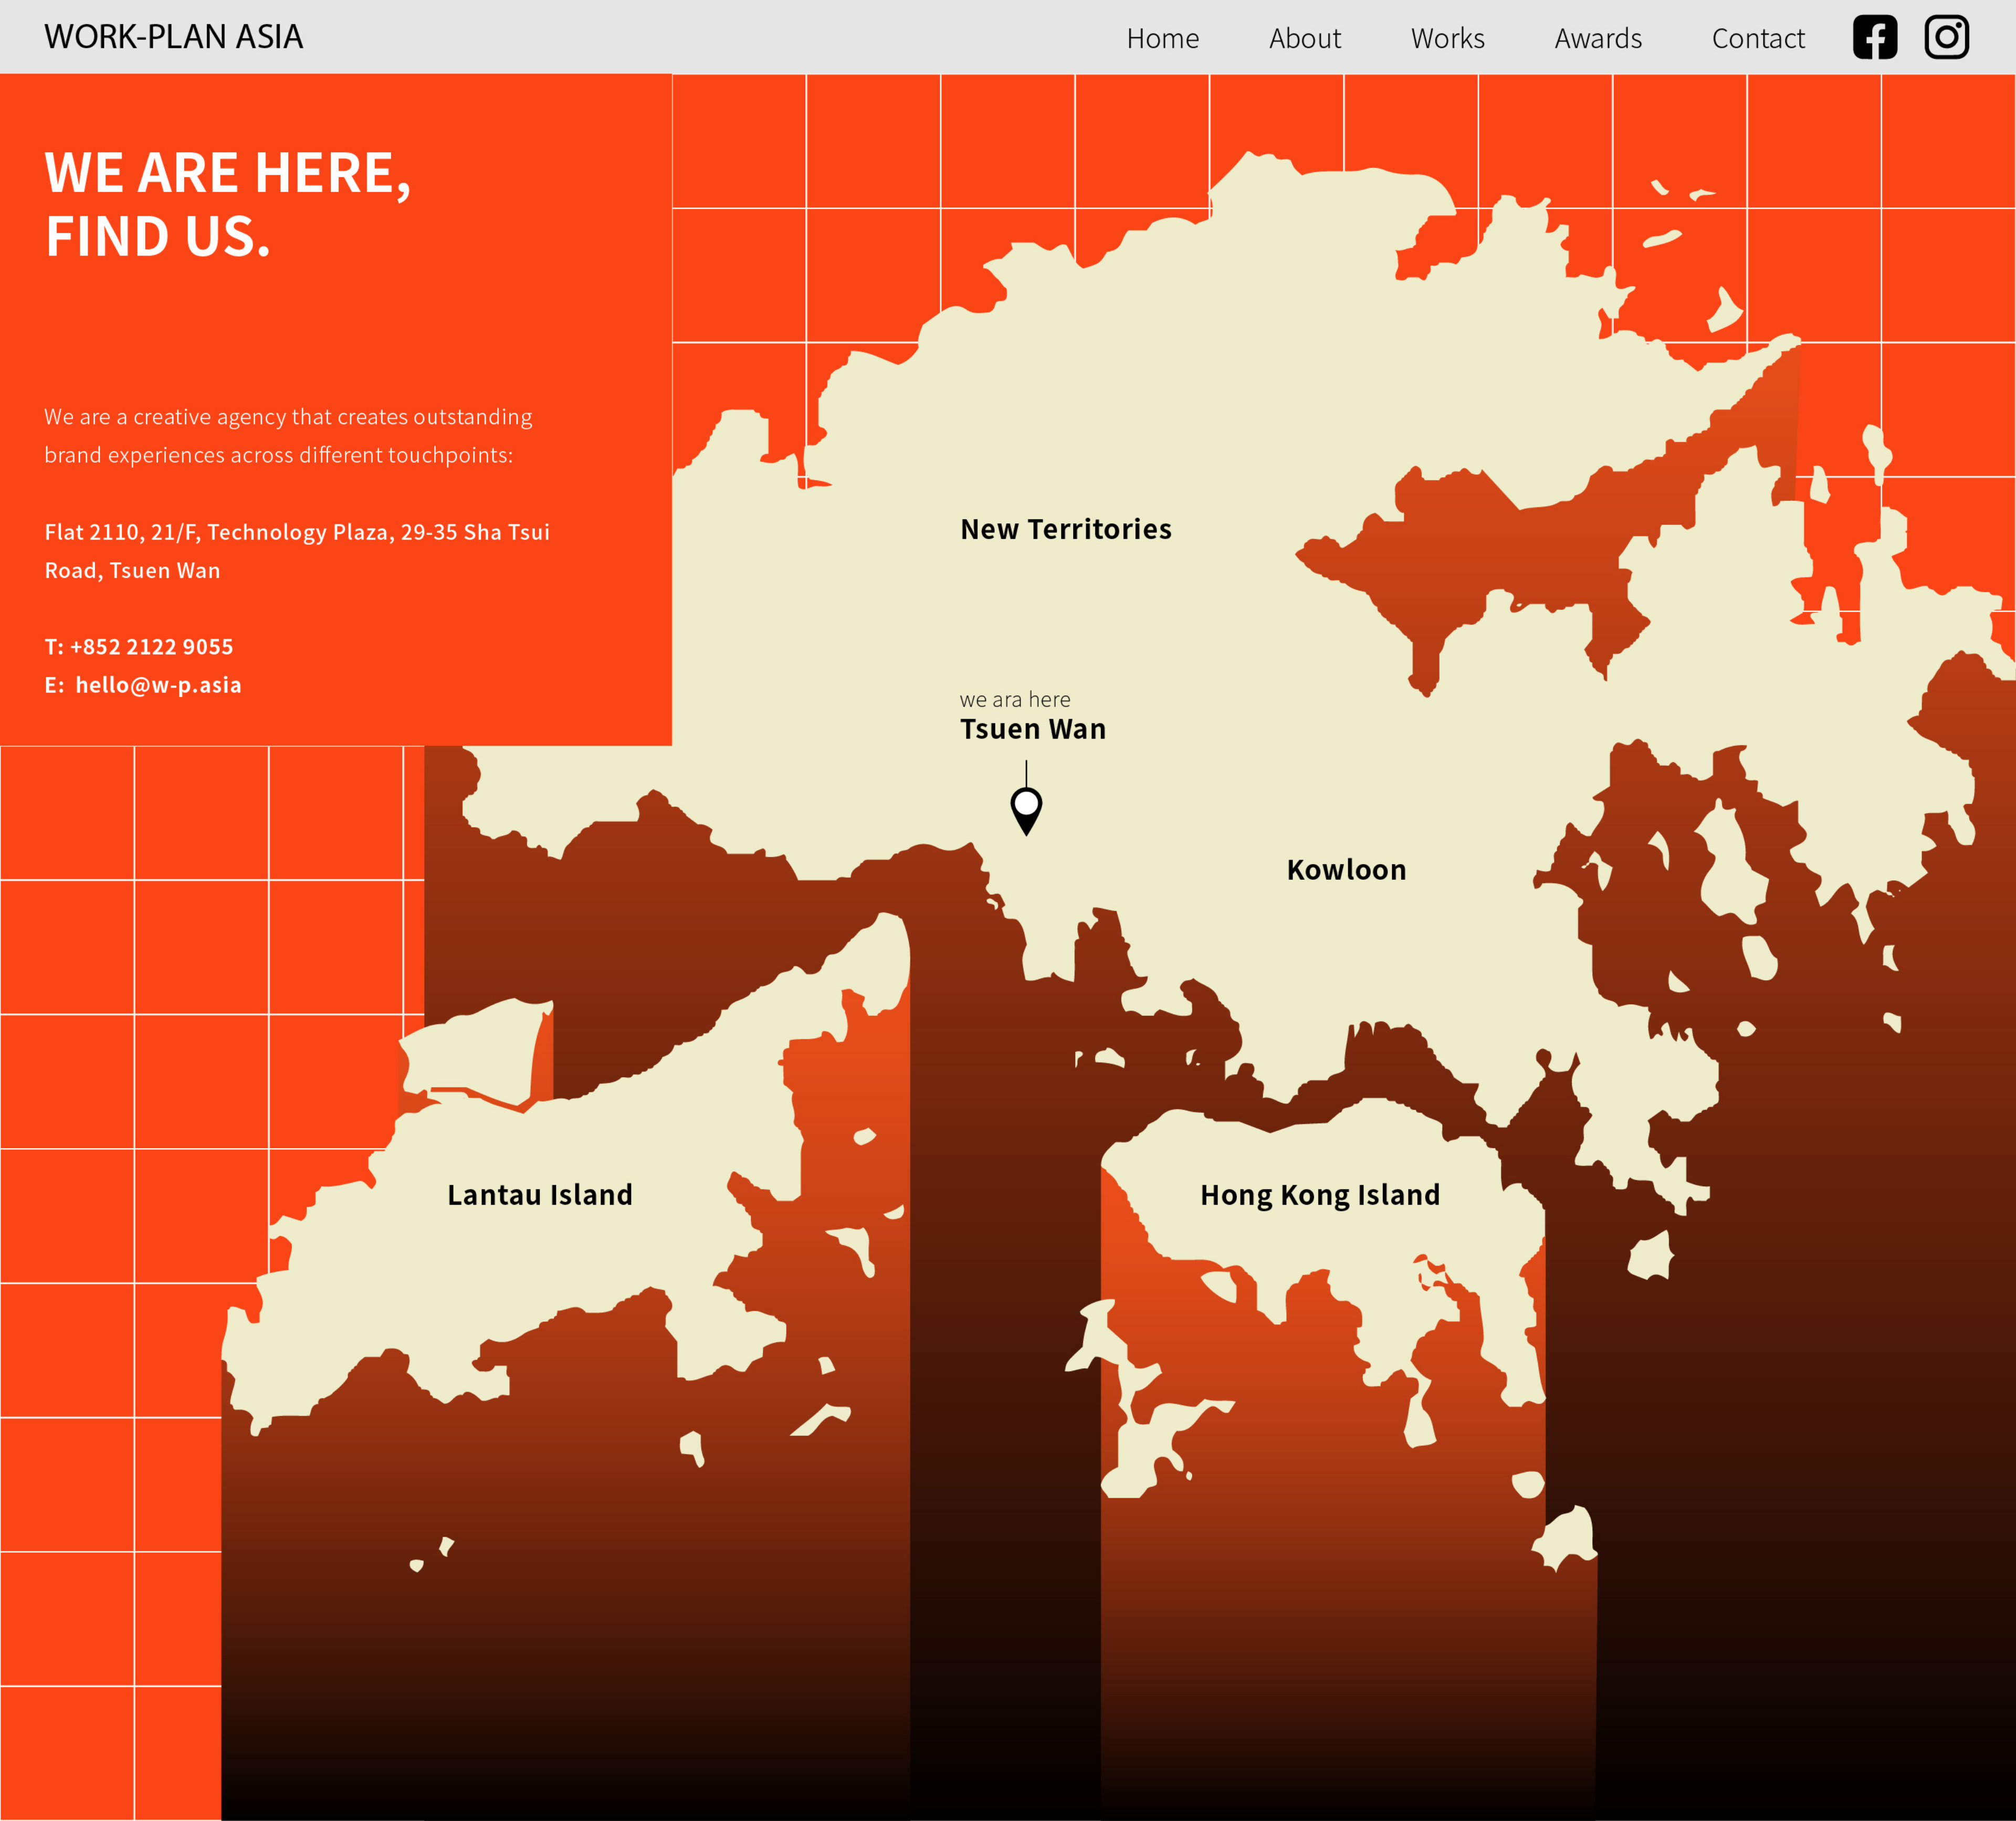 WORK-PLAN ASIA
Home About Works Awards Contact
WE ARE HERE,
FIND US.
We are a creative agency that creates outstanding
brand experiences across different touchpoints:
Flat 2110, 21/F, Technology Plaza, 29-35 Sha Tsui
Road, Tsuen Wan
T: +852 2122 9055
E: hello@w-p.asia
New Territories
we ara here
Tsuen Wan
Kowloon
Lantau Island
Hong Kong Island